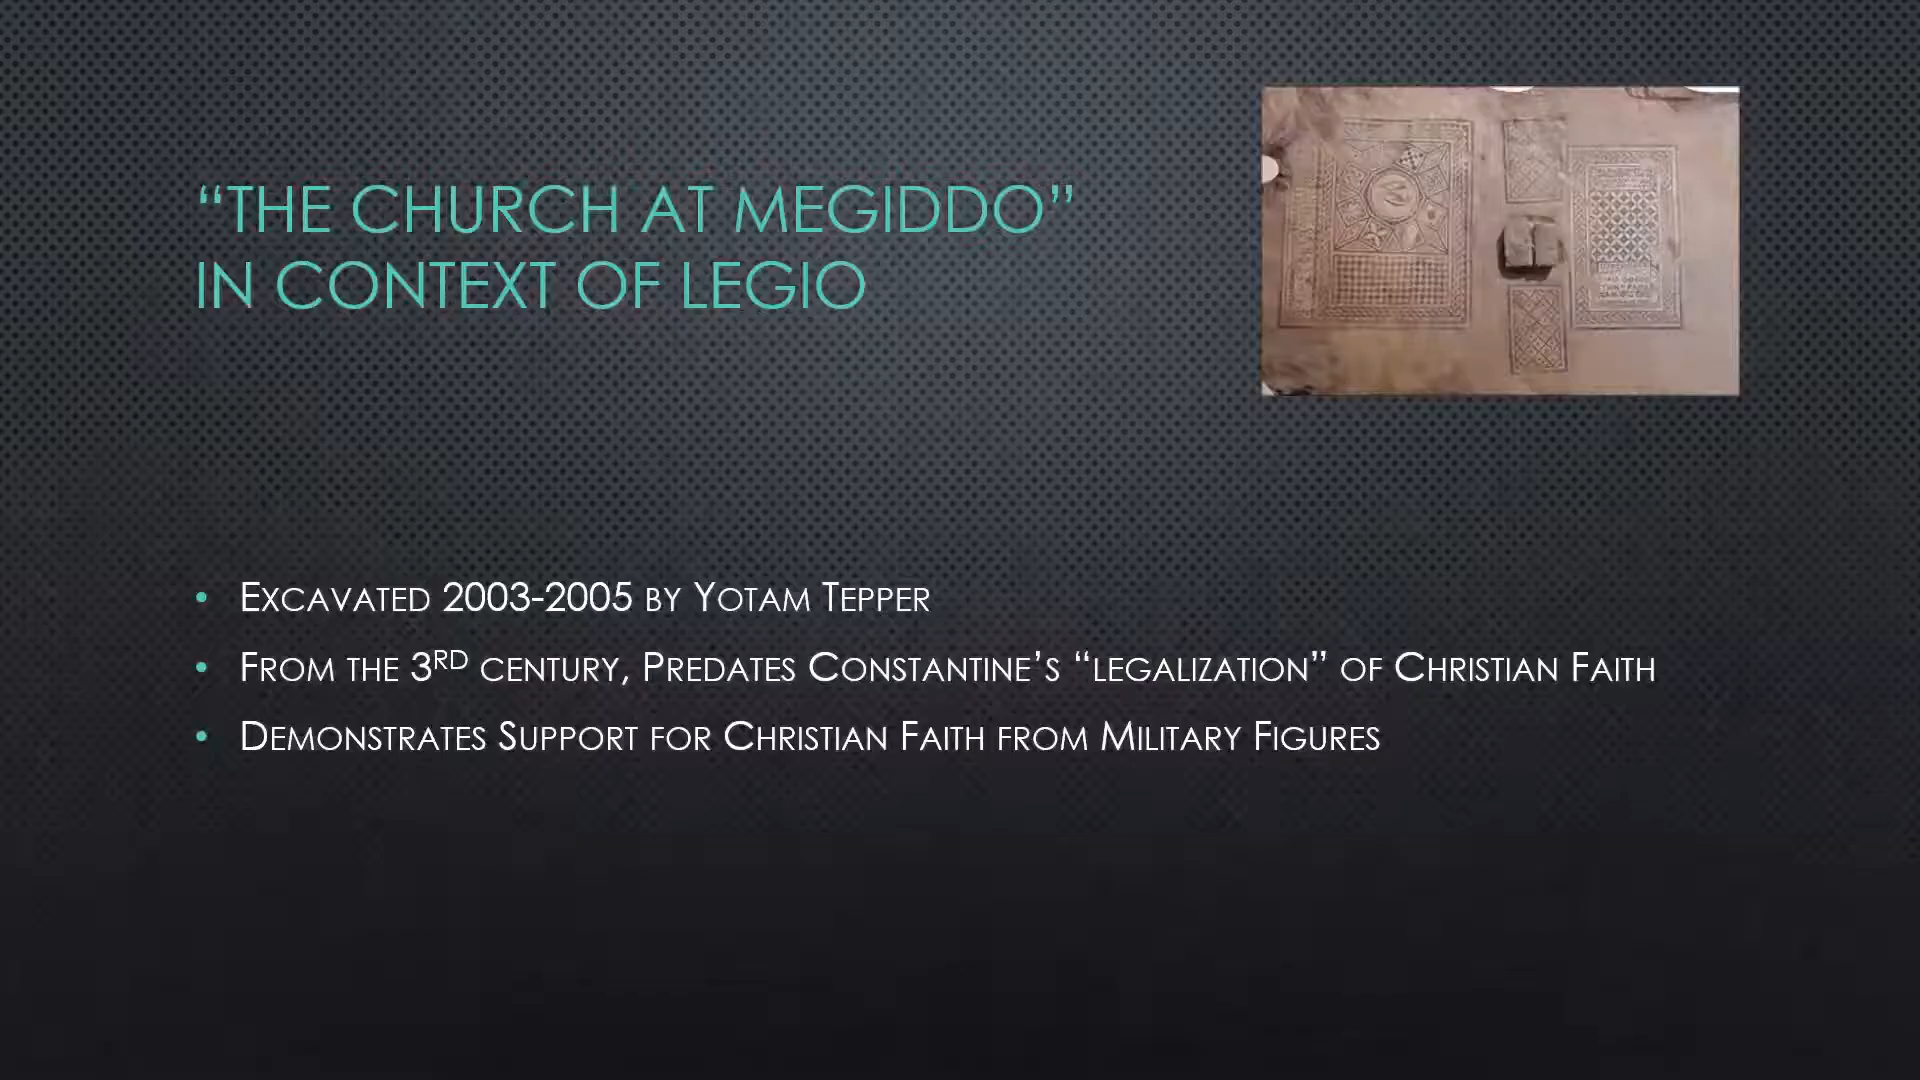 “THE CHURCH AT MEGIDDO”
IN CONTEXT OF LEGIO
• EXCAVATED 2003-2005 BY YOTAM TEPPER
• FROM THE 3RD CENTURY, PREDATES CONSTANTINE’S “LEGALIZATION” OF CHRISTIAN FAITH
• DEMONSTRATES SUPPORT FOR CHRISTIAN FAITH FROM MILITARY FIGURES